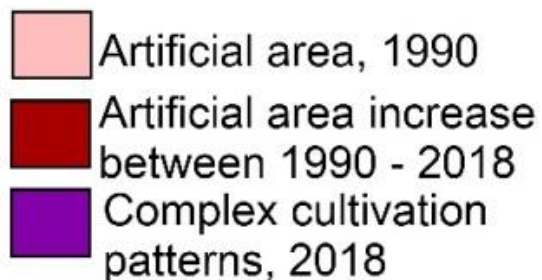 Artificial area, 1990
Artificial area increase
between 1990 - 2018
Complex cultivation
patterns, 2018